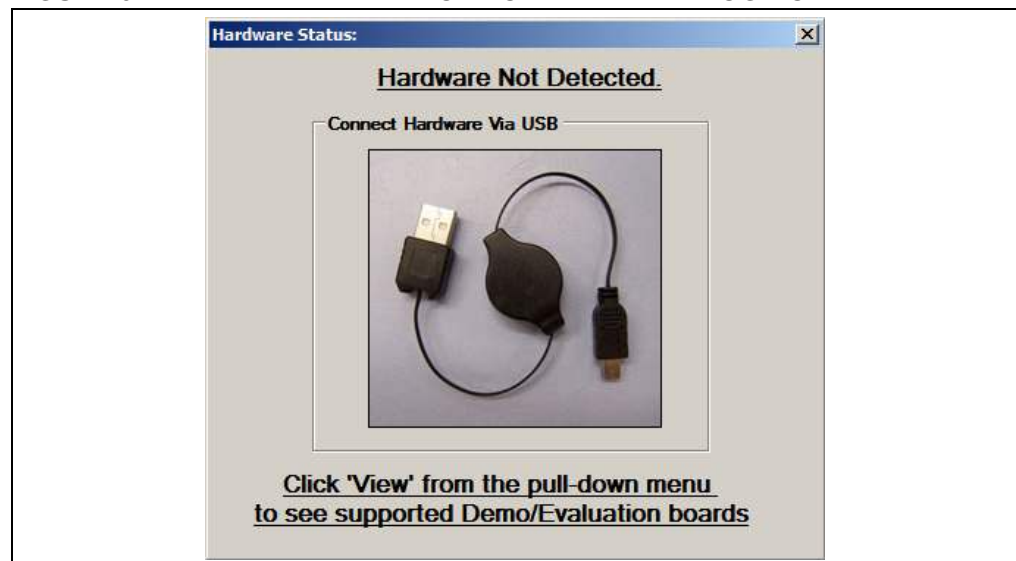 Hardware Status:
Hardware Not Detected.
Connect Hardware Via USB
Click 'View' from the pull-down menu
to see supported Demo/Evaluation boards